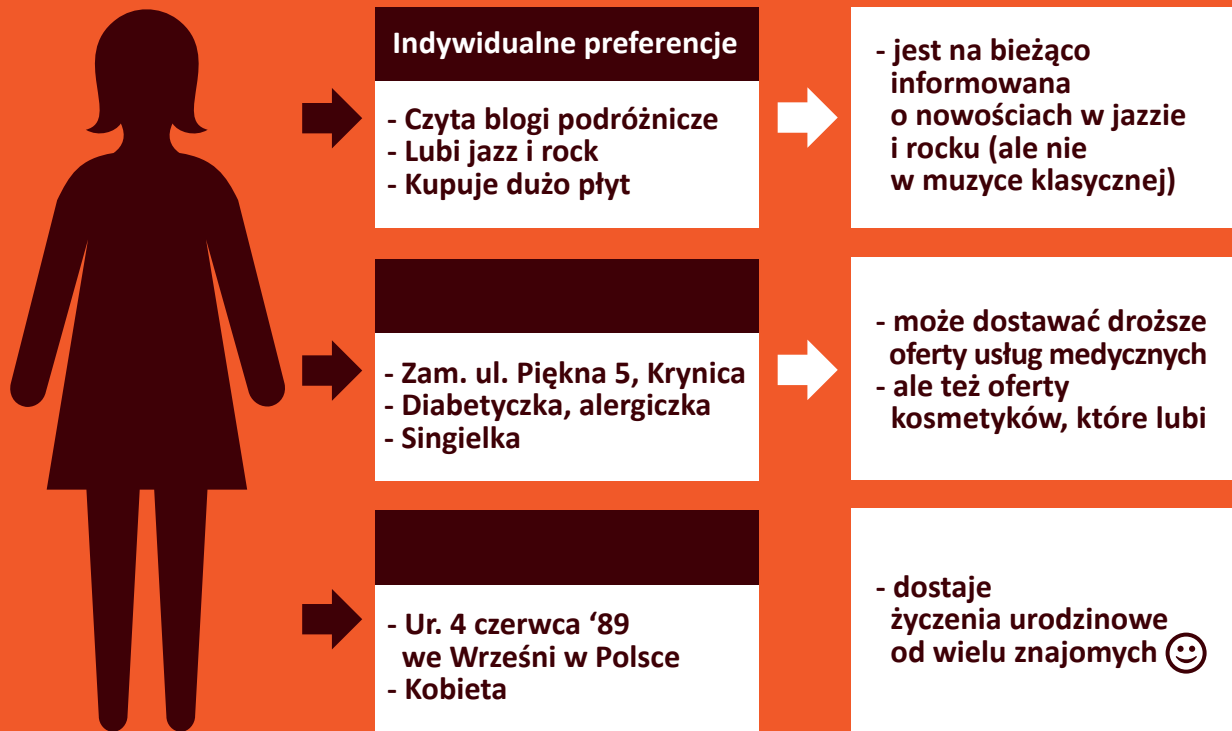 Indywidualne preferencje
- Czyta blogi podróżnicze
- Lubi jazz i rock
- Kupuje dużo płyt
- jest na bieżąco
informowana
o nowościach w jazzie
i rocku (ale nie
w muzyce klasycznej)
- Zam. ul. Piękna 5, Krynica
- Diabetyczka, alergiczka
- Singielka
- może dostawać droższe
oferty usług medycznych
- ale też oferty
kosmetyków, które lubi
- Ur. 4 czerwca ‘89
we Wrześni w Polsce
- Kobieta
- dostaje
życzenia urodzinowe
od wielu znajomych